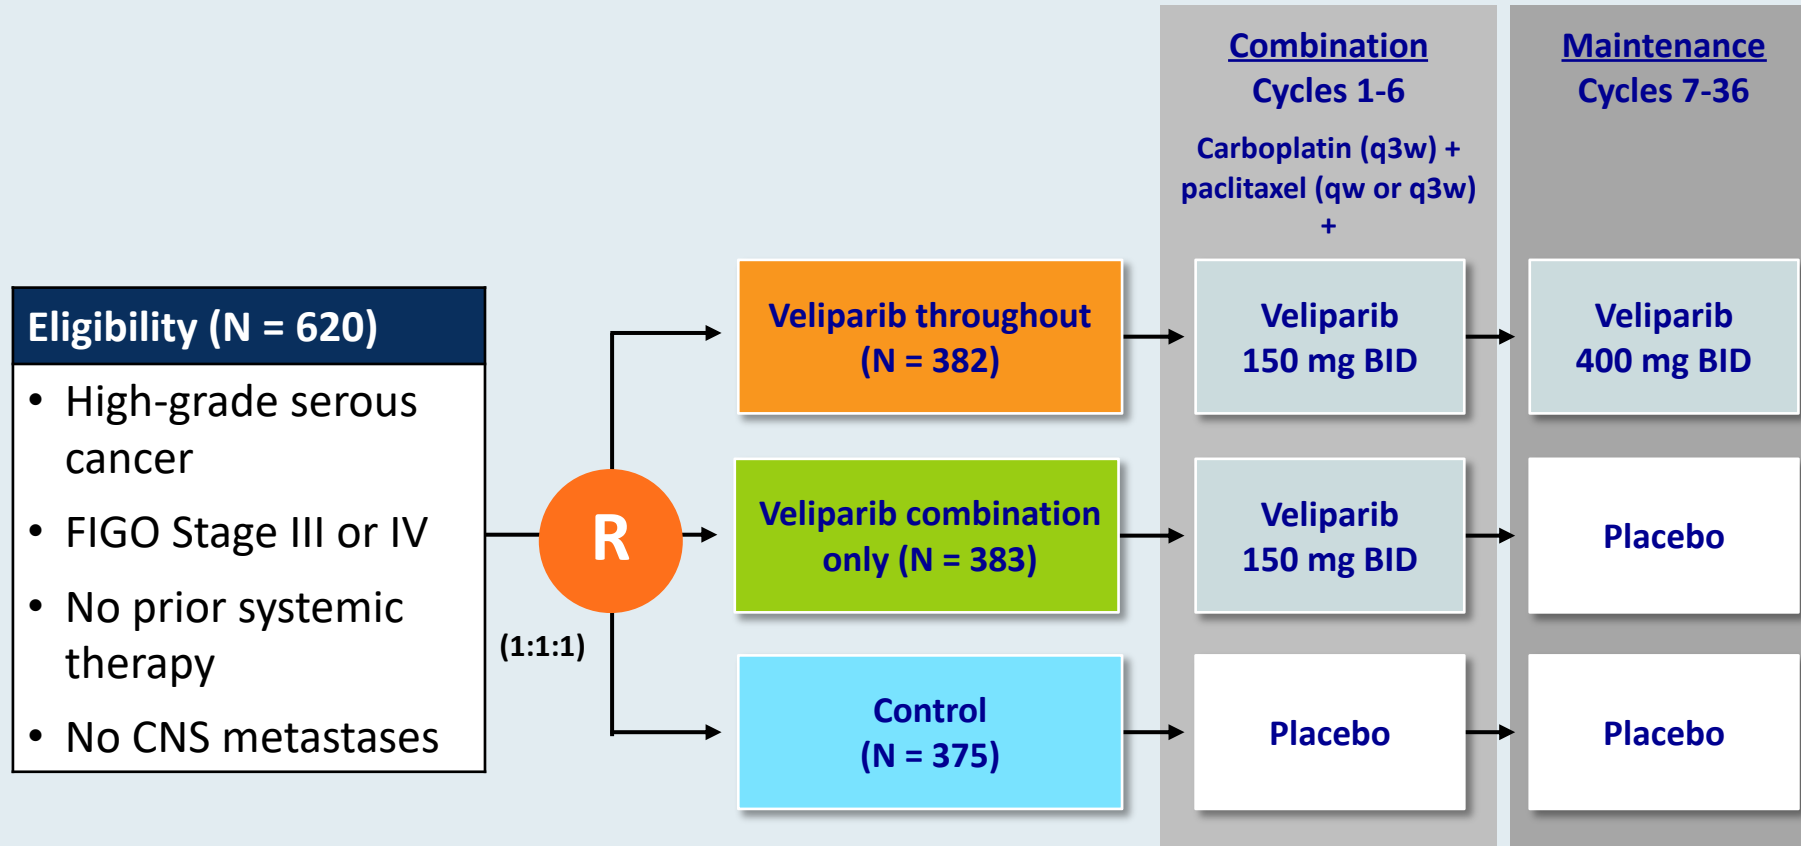 Combination
Cycles 1-6
Carboplatin (q3w) +
paclitaxel (qw or q3w)
+
Maintenance
Cycles 7-36
Eligibility (N = 620)
• High-grade serous
cancer
• FIGO Stage III or IV
• No prior systemic
therapy
• No CNS metastases
R
(1:1:1)
Veliparib throughout
(N = 382)
Veliparib
150 mg BID
Veliparib
400 mg BID
Veliparib combination
only (N = 383)
Veliparib
150 mg BID
Placebo
Control
(N = 375)
Placebo
Placebo